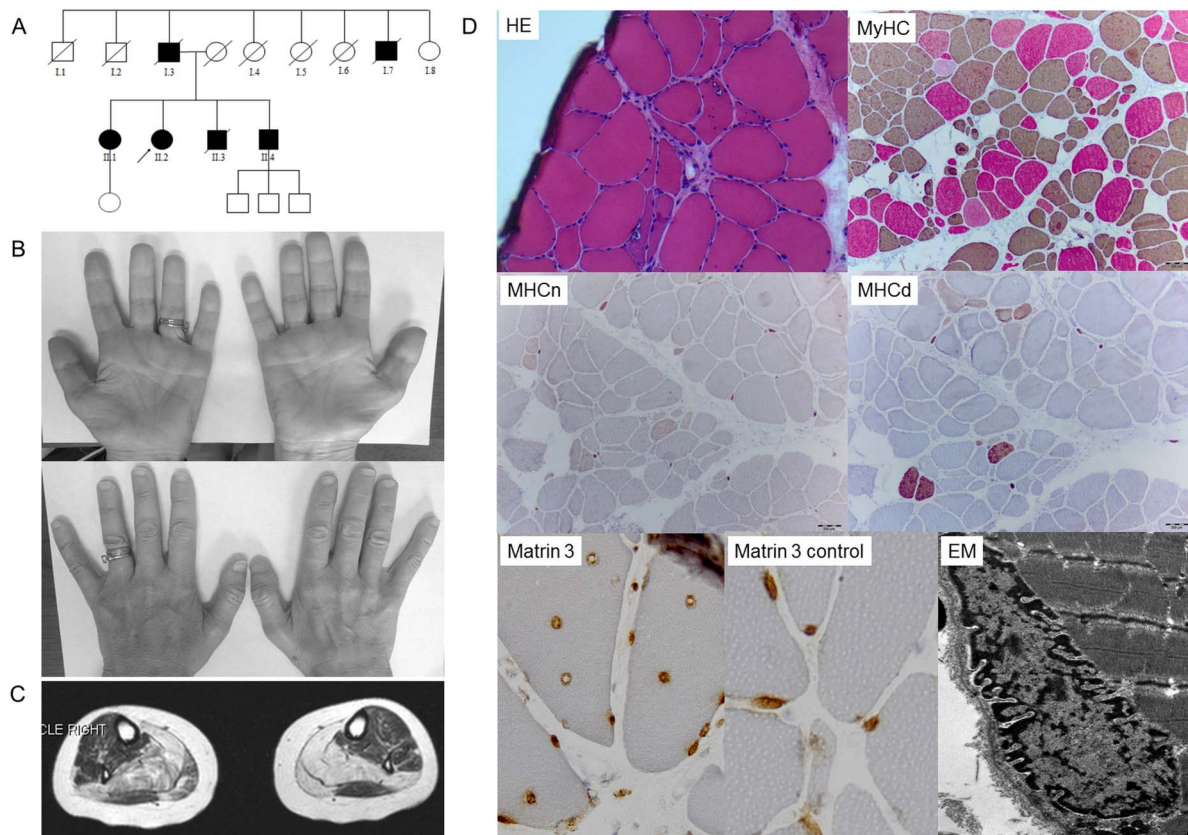 A
I.1
I.2
I.3
I.4
I.5
I.6
I.7
I.8
II.1
II.2
II.3
II.4
B
C
CLE RIGHT
D
HE
MyHC
MHCn
MHCd
Matrin 3
Matrin 3 control
EM